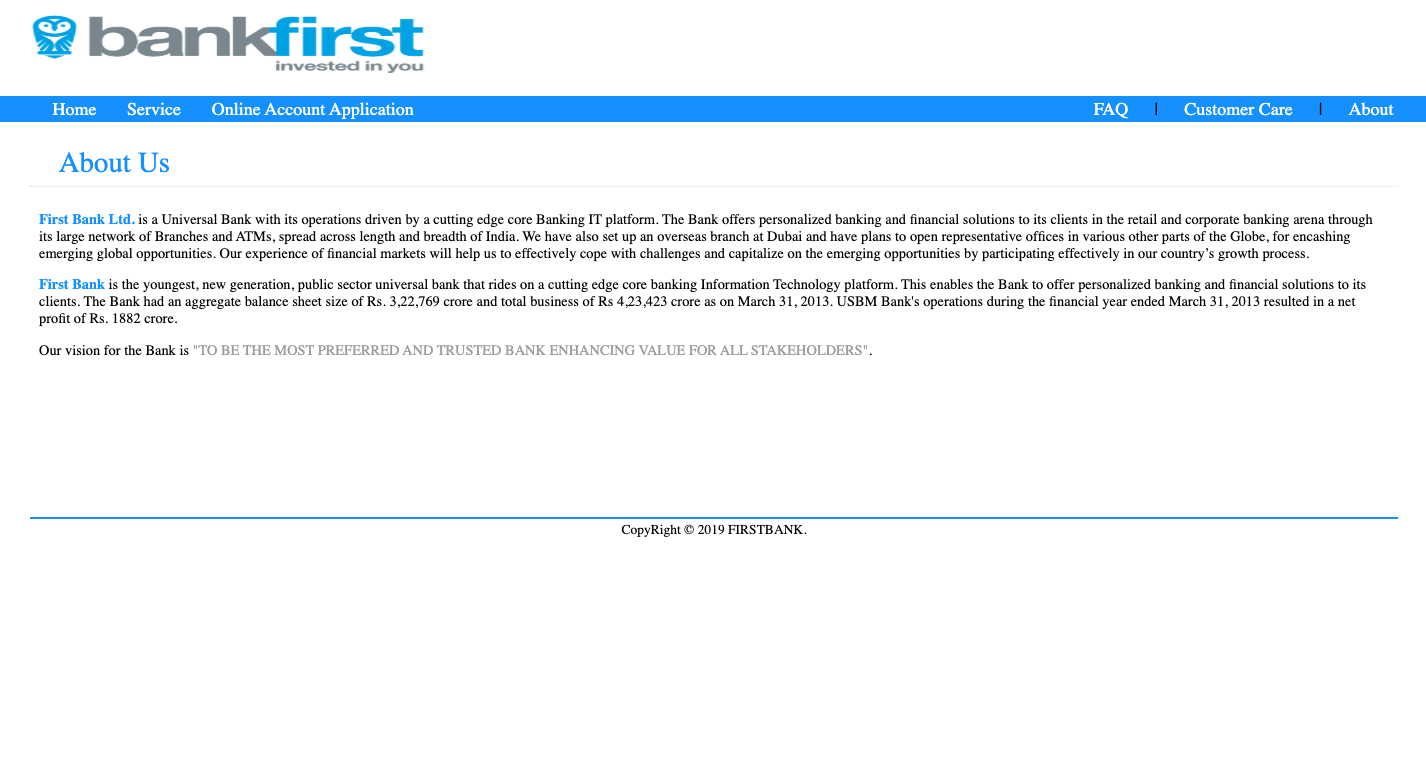 bankfirst
invested in you
Home Service Online Account Application FAQ | Customer Care | About
About Us
First Bank Ltd. is a Universal Bank with its operations driven by a cutting edge core Banking IT platform. The Bank offers personalized banking and financial solutions to its clients in the retail and corporate banking arena through
its large network of Branches and ATMs, spread across length and breadth of India. We have also set up an overseas branch at Dubai and have plans to open representative offices in various other parts of the Globe, for encashing
emerging global opportunities. Our experience of financial markets will help us to effectively cope with challenges and capitalize on the emerging opportunities by participating effectively in our country’s growth process.
First Bank is the youngest, new generation, public sector universal bank that rides on a cutting edge core banking Information Technology platform. This enables the Bank to offer personalized banking and financial solutions to its
clients. The Bank had an aggregate balance sheet size of Rs. 3,22,769 crore and total business of Rs 4,23,423 crore as on March 31, 2013. USBM Bank's operations during the financial year ended March 31, 2013 resulted in a net
profit of Rs. 1882 crore.
Our vision for the Bank is "TO BE THE MOST PREFERRED AND TRUSTED BANK ENHANCING VALUE FOR ALL STAKEHOLDERS".
CopyRight © 2019 FIRSTBANK.